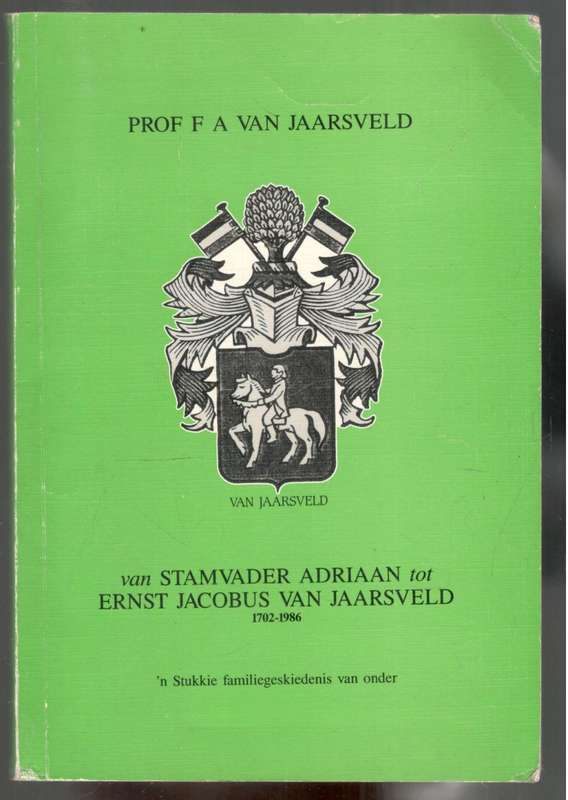 PROF F A VAN JAARSVELD
VAN JAARSVELD
van STAMVADER ADRIAAN tot
ERNST JACOBUS VAN JAARSVELD
1702-1986
'n Stukkie familiegeskiedenis van onder